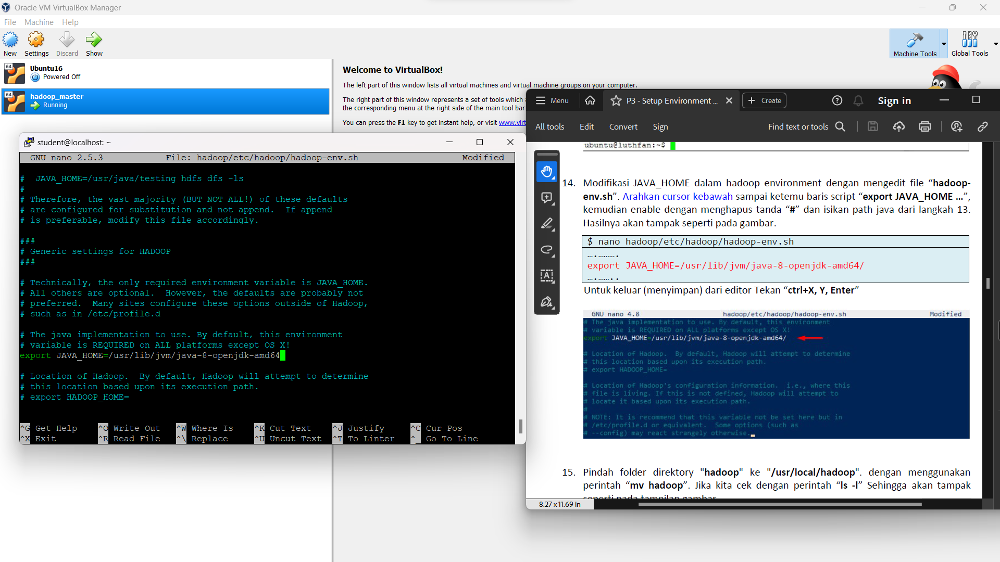 Oracle VM VirtualBox Manager
File Machine Help
New Settings Discard Show
Machine Tools Global Tools
64
Ubuntu16
Powered Off
64
hadoop_master
Running
Welcome to VirtualBox!
The left part of this window lists all virtual machines and virtual machine groups on your computer.
The right part of this window represents a set of tools which
the corresponding menu at the right side of the main tool bar
You can press the F1 key to get instant help, or visit www.virt
student@localhost: ~
GNU nano 2.5.3 File: hadoop/etc/hadoop/hadoop-env.sh Modified
# JAVA_HOME=/usr/java/testing hdfs dfs -ls
#
# Therefore, the vast majority (BUT NOT ALL!) of these defaults
# are configured for substitution and not append. If append
# is preferable, modify this file accordingly.
###
# Generic settings for HADOOP
###
# Technically, the only required environment variable is JAVA_HOME.
# All others are optional. However, the defaults are probably not
# preferred. Many sites configure these options outside of Hadoop,
# such as in /etc/profile.d
# The java implementation to use. By default, this environment
# variable is REQUIRED on ALL platforms except OS X!
export JAVA_HOME=/usr/lib/jvm/java-8-openjdk-amd64
# Location of Hadoop. By default, Hadoop will attempt to determine
# this location based upon its execution path.
# export HADOOP_HOME=
^G Get Help ^O Write Out ^W Where Is ^K Cut Text ^J Justify ^C Cur Pos
^X Exit ^R Read File ^\ Replace ^U Uncut Text ^T To Linter ^_ Go To Line
Menu P3 - Setup Environment ... Create Sign in
All tools Edit Convert Sign Find text or tools
ubuntu@luthfan:~$
14. Modifikasi JAVA_HOME dalam hadoop environment dengan mengedit file “hadoop-
env.sh”. Arahkan cursor kebawah sampai ketemu baris script “export JAVA_HOME ...”,
kemudian enable dengan menghapus tanda “#” dan isikan path java dari langkah 13.
Hasilnya akan tampak seperti pada gambar.
$ nano hadoop/etc/hadoop/hadoop-env.sh
….………．
export JAVA_HOME=/usr/lib/jvm/java-8-openjdk-amd64/
….……．．
Untuk keluar (menyimpan) dari editor Tekan “ctrl+X, Y, Enter”
GNU nano 4.8 hadoop/etc/hadoop/hadoop-env.sh Modified
# The java implementation to use. By default, this environment
# variable is REQUIRED on ALL platforms except OS X!
export JAVA_HOME=/usr/lib/jvm/java-8-openjdk-amd64/
# Location of Hadoop. By default, Hadoop will attempt to determine
# this location based upon its execution path.
# export HADOOP_HOME=
# Location of Hadoop's configuration information. i.e., where this
# file is living. If this is not defined, Hadoop will attempt to
# locate it based upon its execution path.
#
# NOTE: It is recommend that this variable not be set here but in
# /etc/profile.d or equivalent. Some options (such as
# --config) may react strangely otherwise.
15. Pindah folder direktory "hadoop" ke "/usr/local/hadoop". dengan menggunakan
perintah “mv hadoop”. Jika kita cek dengan perintah “ls -l” Sehingga akan tampak
seperti pada tampilan gambar
8.27 x 11.69 in